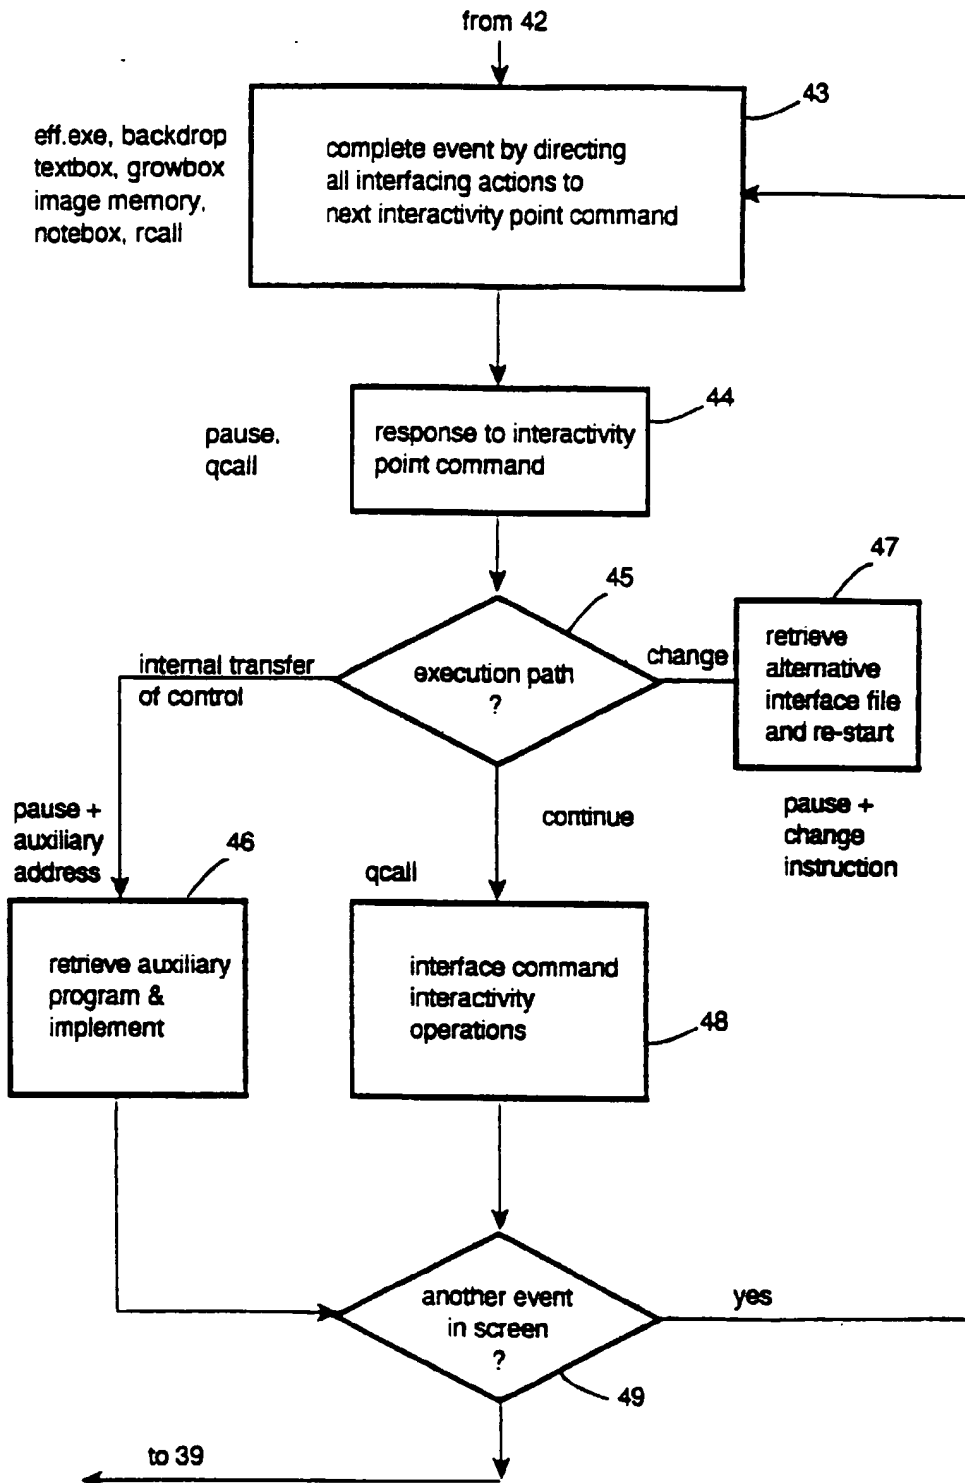 from 42
43
eff.exe, backdrop
textbox, growbox
image memory,
notebox, rcall
complete event by directing
all interfacing actions to
next interactivity point command
44
pause.
qcall
response to interactivity
point command
45
47
internal transfer
of control
execution path
?
change
retrieve
alternative
interface file
and re-start
pause +
auxiliary
address
46
continue
qcall
pause +
change
instruction
retrieve auxiliary
program &
implement
interface command
interactivity
operations
48
another event
in screen
?
yes
49
to 39